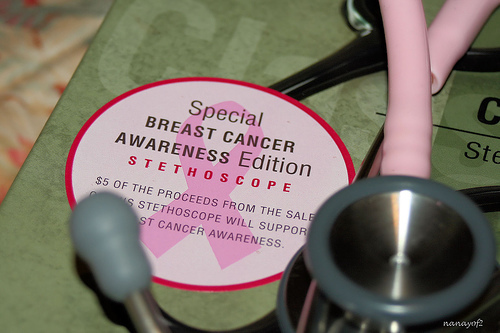 Special
BREAST CANCER
AWARENESS Edition
STETHOSCOPE
$5 OF THE PROCEEDS FROM THE SALE
STETHOSCOPE WILL
CANCER AWARENESS.
C
Ste
nanayof2